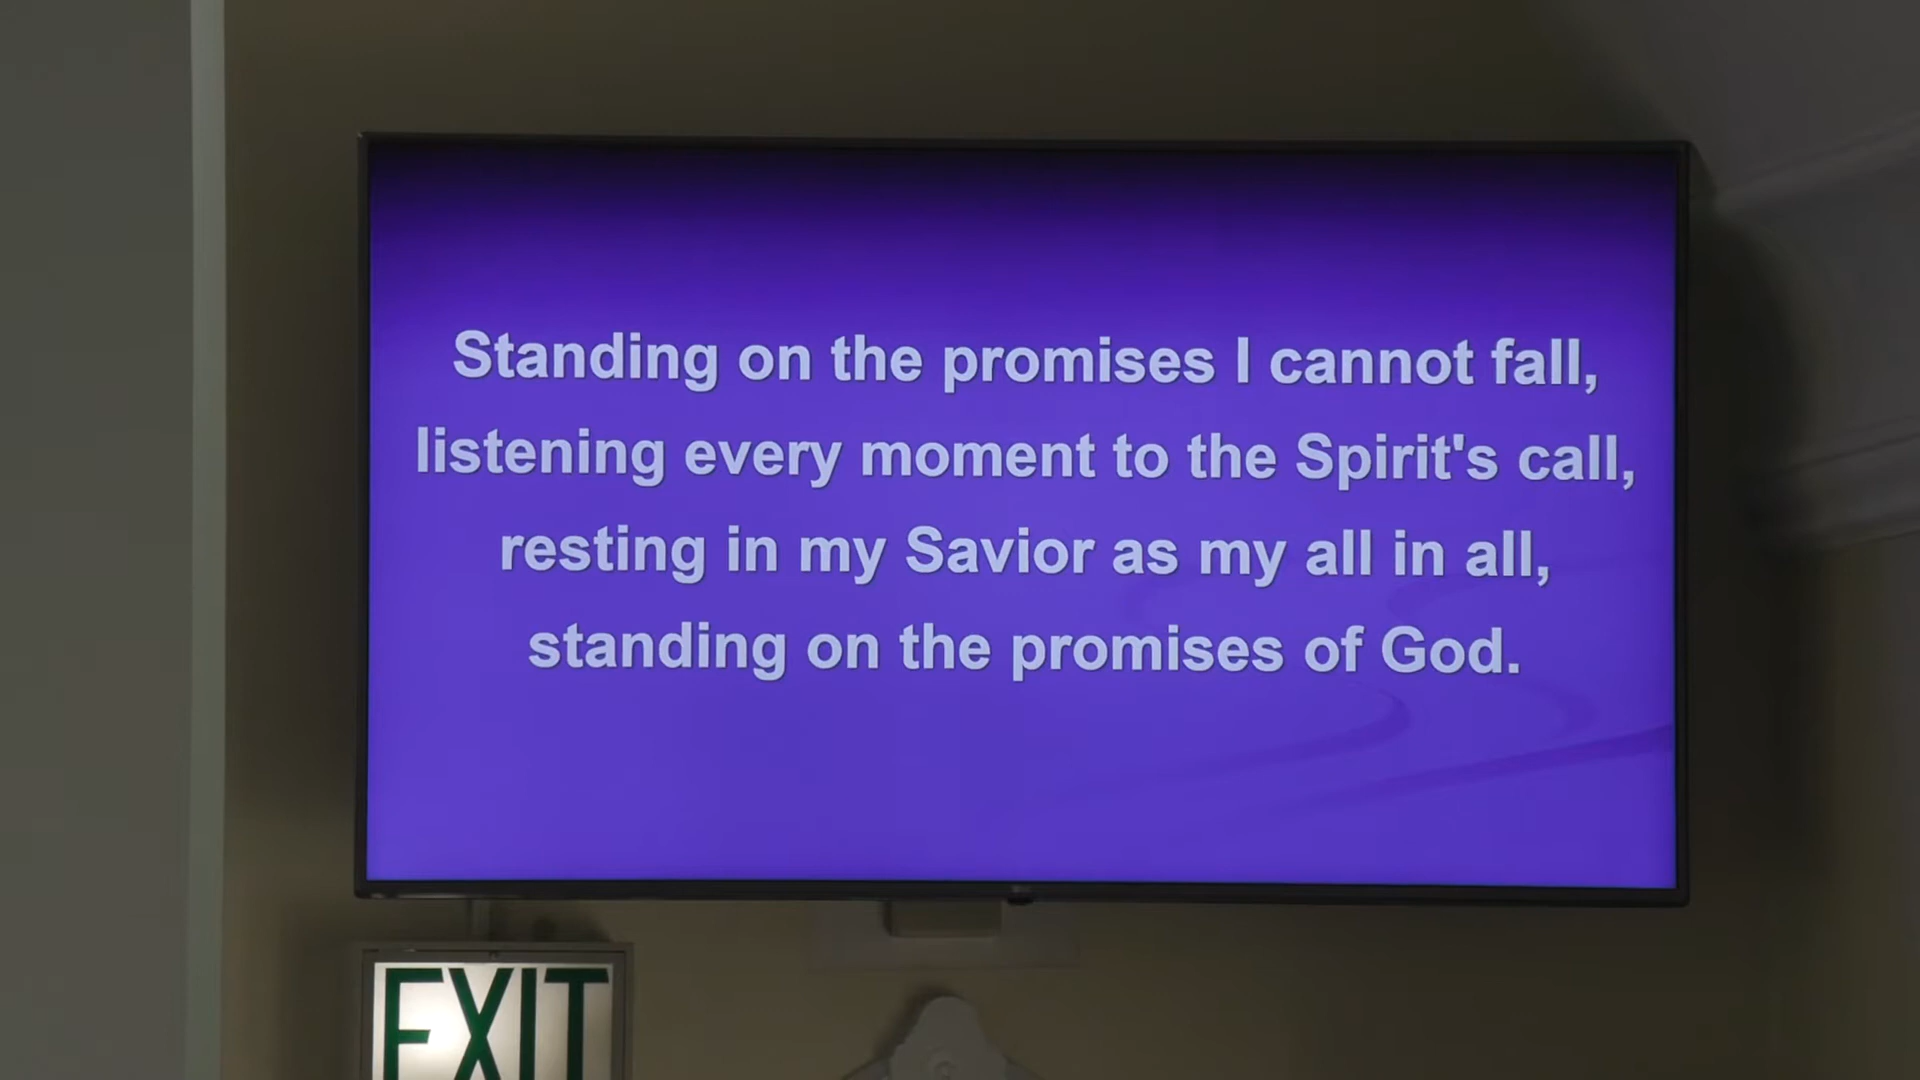 Standing on the promises I cannot fall,
listening every moment to the Spirit's call,
resting in my Savior as my all in all,
standing on the promises of God.
EXIT